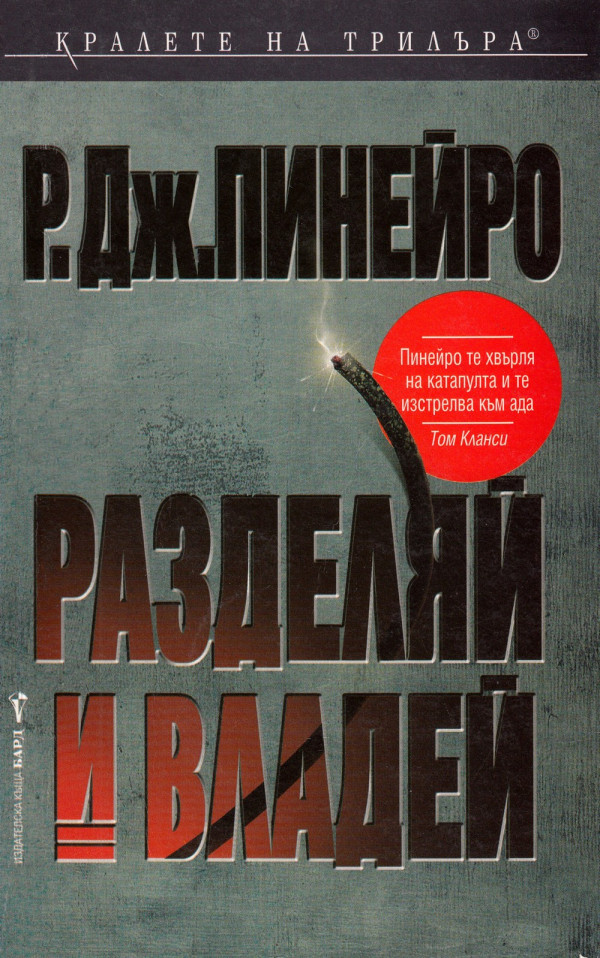 КРАЛЕТЕ НА ТРИЛЪРА®
Р. ДЖ. ПИНЕЙРО
Пинейро те хвърля
на катапулта и те
изстрелва към ада
Том Кланси
РАЗДЕЛЯЙ
И ВЛАДЕЙ
ИЗДАТЕЛСКА КЪЩА БАРД